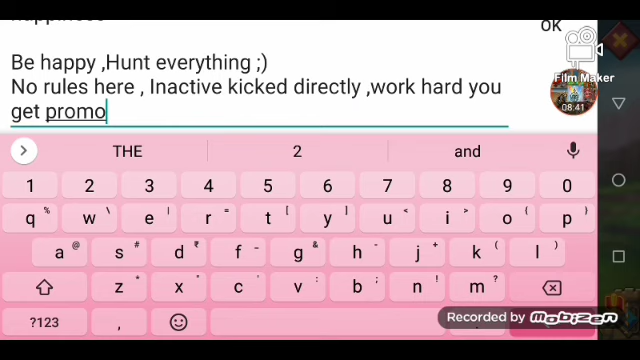 OK
Be happy ,Hunt everything ;)
No rules here , Inactive kicked directly ,work hard you
get promo
Film Maker
08:41
THE 2 and
1 2 3 4 5 6 7 8 9 0
q % w \ e | r = t [ y ] u < i > o { p }
a @ s # d ₹ f _ g & h - j + k ( l )
z * x " c ' v : b ; n ! m ?
?123 ,
Recorded by Mobizen